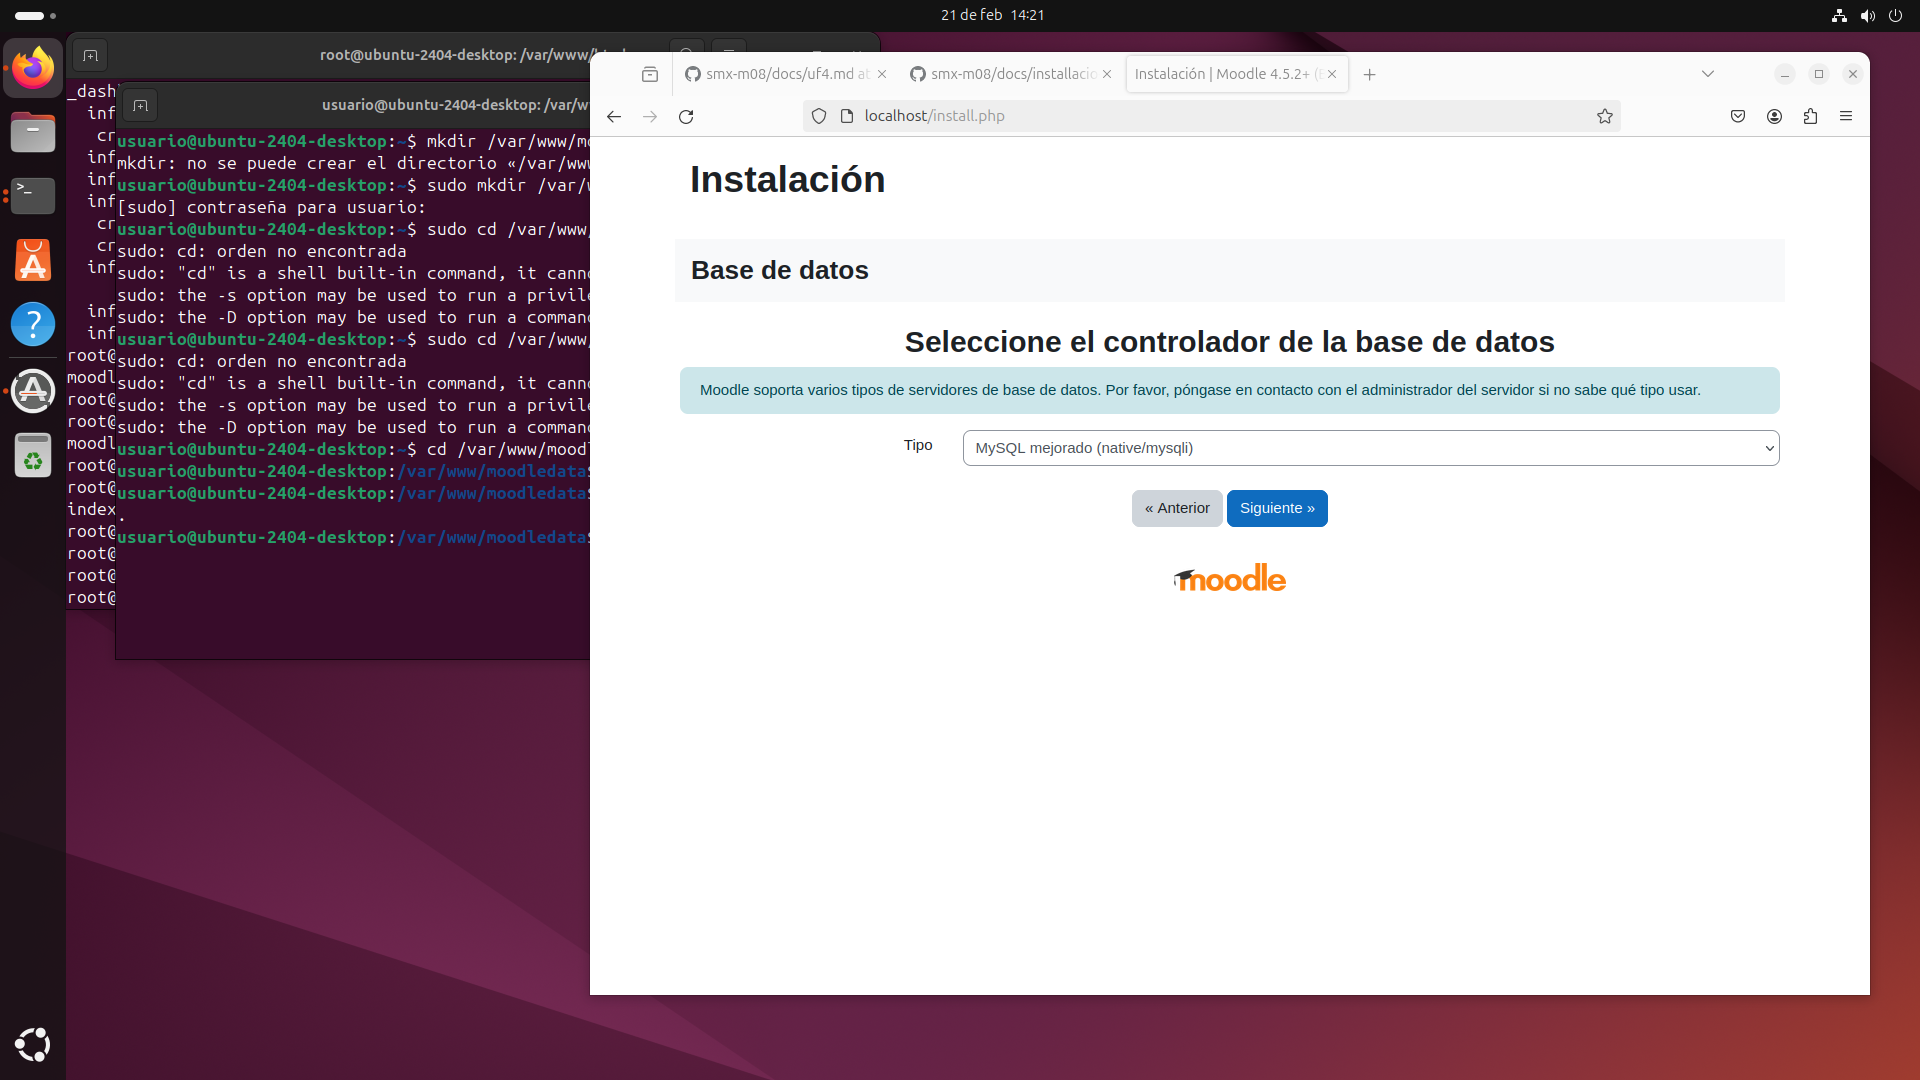 21 de feb 14:21
root@ubuntu-2404-desktop: /var/www/
_dash
inf
cr
inf
inf
inf
cr
cr
inf
inf
inf
root@
moodl
root@
root@
moodl
root@
root@
index
root@
root@
root@
root@
usuario@ubuntu-2404-desktop: /var/w
usuario@ubuntu-2404-desktop:~$ mkdir /var/www/mo
mkdir: no se puede crear el directorio «/var/ww
usuario@ubuntu-2404-desktop:~$ sudo mkdir /var/w
[sudo] contraseña para usuario:
usuario@ubuntu-2404-desktop:~$ sudo cd /var/www/
sudo: cd: orden no encontrada
sudo: "cd" is a shell built-in command, it canno
sudo: the -s option may be used to run a privile
sudo: the -D option may be used to run a command
usuario@ubuntu-2404-desktop:~$ sudo cd /var/www/
sudo: cd: orden no encontrada
sudo: "cd" is a shell built-in command, it canno
sudo: the -s option may be used to run a privile
sudo: the -D option may be used to run a command
usuario@ubuntu-2404-desktop:~$ cd /var/www/moodl
usuario@ubuntu-2404-desktop:/var/www/moodledata$
usuario@ubuntu-2404-desktop:/var/www/moodledata$
.
usuario@ubuntu-2404-desktop:/var/www/moodledata$
smx-m08/docs/uf4.md at
smx-m08/docs/installacio
Instalación | Moodle 4.5.2+ (
localhost/install.php
Instalación
Base de datos
Seleccione el controlador de la base de datos
Moodle soporta varios tipos de servidores de base de datos. Por favor, póngase en contacto con el administrador del servidor si no sabe qué tipo usar.
Tipo
MySQL mejorado (native/mysqli)
« Anterior
Siguiente »
moodle